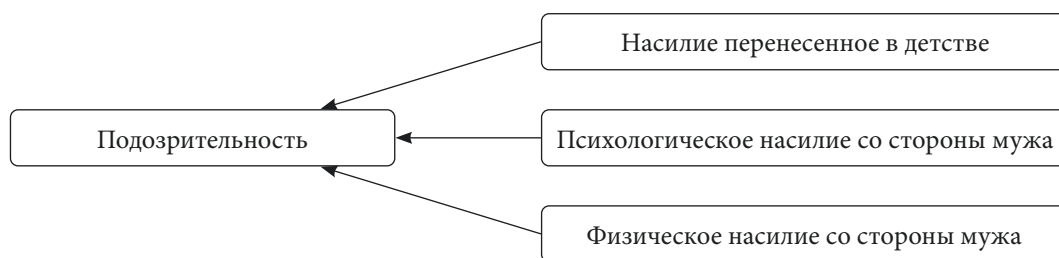 Насилие перенесенное в детстве
Подозрительность
Психологическое насилие со стороны мужа
Физическое насилие со стороны мужа